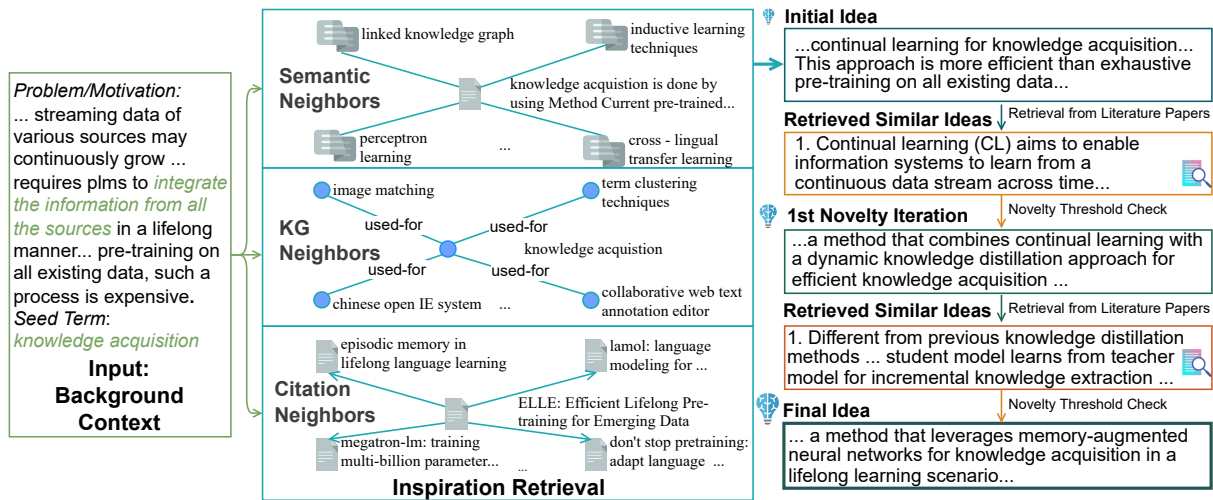 Problem/Motivation:
... streaming data of
various sources may
continuously grow ...
requires plms to integrate
the information from all
the sources in a lifelong
manner... pre-training on
all existing data, such a
process is expensive.
Seed Term:
knowledge acquisition
Input:
Background
Context
linked knowledge graph
inductive learning
techniques
Semantic
Neighbors
knowledge acquistion is done by
using Method Current pre-trained...
perceptron
learning
...
cross - lingual
transfer learning
image matching
term clustering
techniques
used-for
used-for
KG
Neighbors
knowledge acquistion
used-for
used-for
chinese open IE system
...
collaborative web text
annotation editor
episodic memory in
lifelong language learning
lamol: language
modeling for ...
Citation
Neighbors
ELLE: Efficient Lifelong Pre-
training for Emerging Data
megatron-lm: training
multi-billion parameter...
...
don't stop pretraining:
adapt language ...
Inspiration Retrieval
Initial Idea
...continual learning for knowledge acquisition...
This approach is more efficient than exhaustive
pre-training on all existing data...
Retrieved Similar Ideas
Retrieval from Literature Papers
1. Continual learning (CL) aims to enable
information systems to learn from a
continuous data stream across time...
1st Novelty Iteration
Novelty Threshold Check
...a method that combines continual learning with
a dynamic knowledge distillation approach for
efficient knowledge acquisition ...
Retrieved Similar Ideas
Retrieval from Literature Papers
1. Different from previous knowledge distillation
methods ... student model learns from teacher
model for incremental knowledge extraction ...
Final Idea
Novelty Threshold Check
... a method that leverages memory-augmented
neural networks for knowledge acquisition in a
lifelong learning scenario...